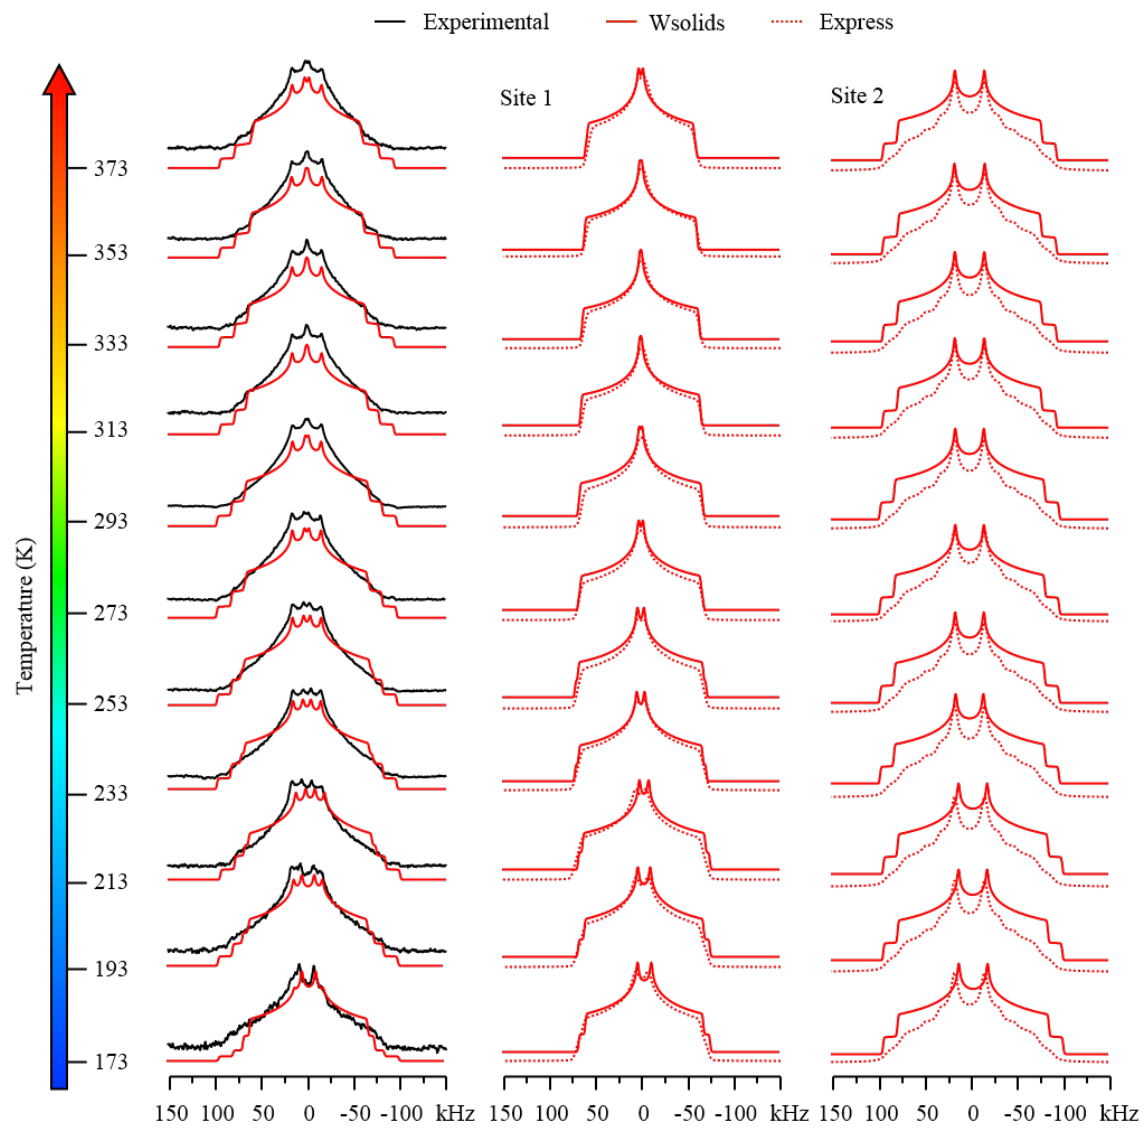 Experimental Wsolids Express
Site 1 Site 2
Temperature (K)
373
353
333
313
293
273
253
233
213
193
173
150 100 50 0 -50 -100 kHz 150 100 50 0 -50 -100 kHz 150 100 50 0 -50 -100 kHz